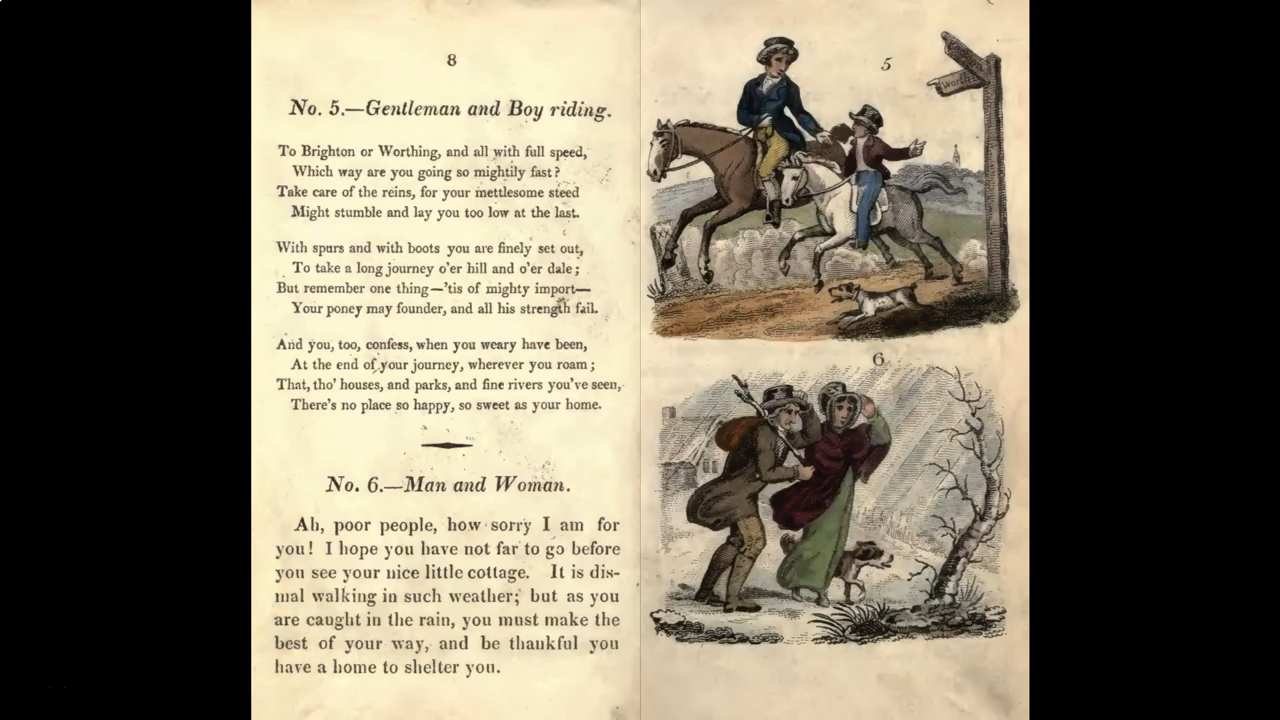 8
No. 5.—Gentleman and Boy riding.
To Brighton or Worthing, and all with full speed,
Which way are you going so mightily fast?
Take care of the reins, for your mettlesome steed
Might stumble and lay you too low at the last.
With spurs and with boots you are finely set out,
To take a long journey o'er hill and o'er dale;
But remember one thing—'tis of mighty import—
Your poney may founder, and all his strength fail.
And you, too, confess, when you weary have been,
At the end of your journey, wherever you roam;
That, tho' houses, and parks, and fine rivers you've seen,
There's no place so happy, so sweet as your home.
No. 6.—Man and Woman.
Ah, poor people, how sorry I am for
you! I hope you have not far to go before
you see your nice little cottage. It is dis-
mal walking in such weather; but as you
are caught in the rain, you must make the
best of your way, and be thankful you
have a home to shelter you.
5
6